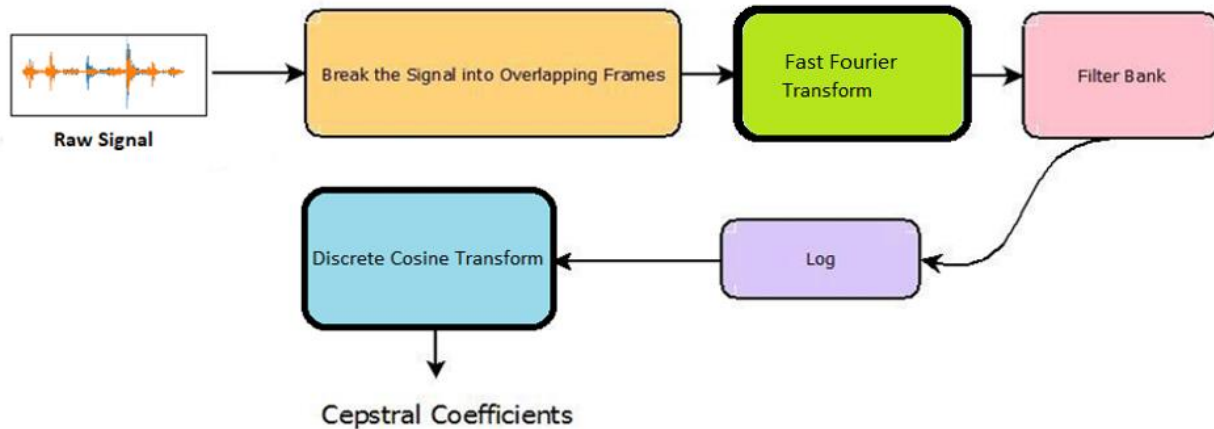 Raw Signal
Break the Signal into Overlapping Frames
Fast Fourier
Transform
Filter Bank
Log
Discrete Cosine Transform
Cepstral Coefficients